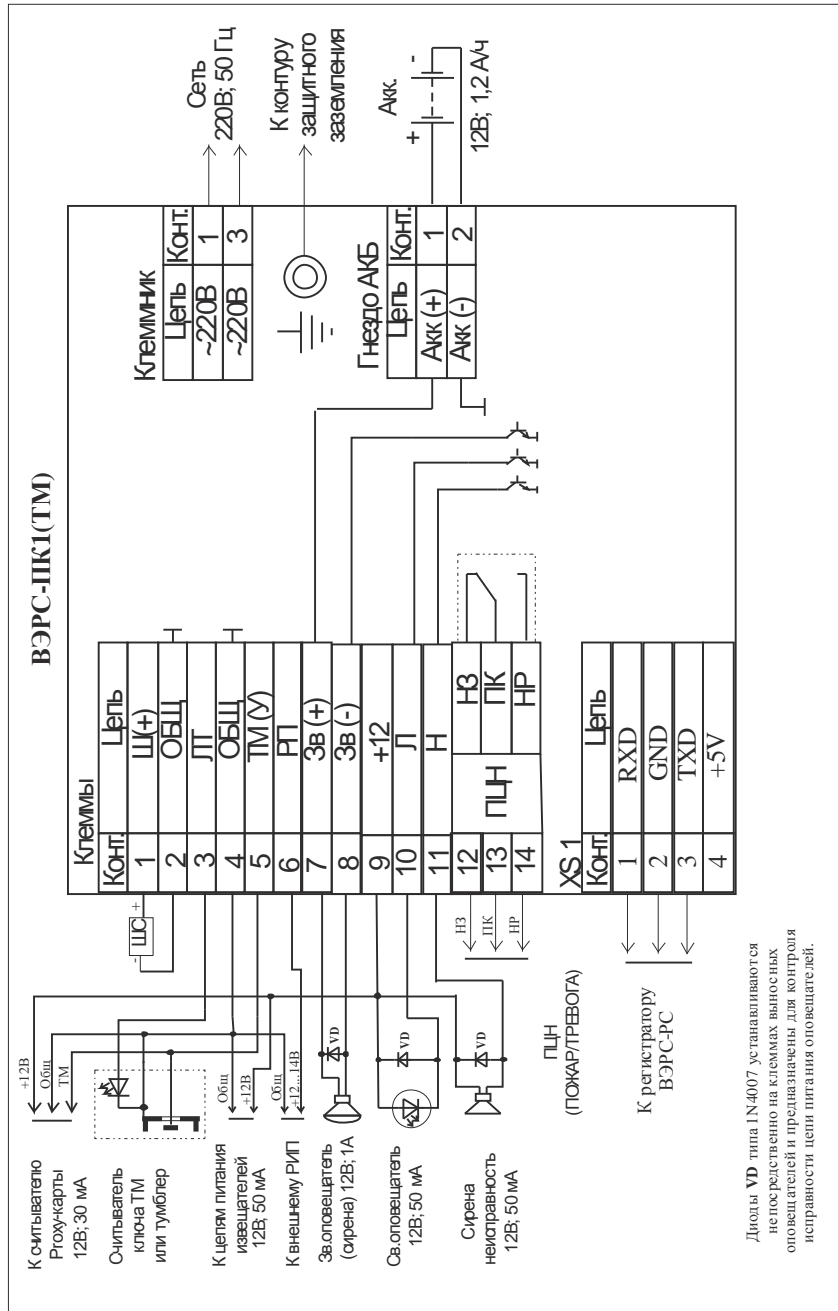 ВЭРС-ПК1(ТМ)
К считывателю
Proxy-карты
12В; 30 мА
+12В
Общ
ТМ
Считыватель
ключа ТМ
или тумблер
К цепям питания
извещателей
12В; 50 мА
Общ
+12В
К внешнему РИП
Общ
+12...14В
Зв.оповещатель
(сирена) 12В; 1А
VD
Св.оповещатель
12В; 50 мА
VD
Сирена
неисправность
12В; 50 мА
VD
- ШС +
НЗ
ПК
НР
ПЦН
(ПОЖАР/ТРЕВОГА)
К регистратору
ВЭРС-РС
Клеммы
Конт. Цепь
1 Ш(+)
2 ОБЩ
3 ЛТ
4 ОБЩ
5 ТМ (У)
6 РП
7 Зв (+)
8 Зв (-)
9 +12
10 Л
11 Н
12 ПЦН НЗ
13 ПК
14 НР
XS 1
Конт. Цепь
1 RXD
2 GND
3 TXD
4 +5V
Клеммник
Цепь Конт.
~220В 1
~220В 3
Сеть
220В; 50 Гц
К контуру
защитного
заземления
Гнездо АКБ
Цепь Конт.
Акк (+) 1
Акк (-) 2
Акк.
+ -
12В; 1,2 А/ч
Диоды VD типа 1N4007 устанавливаются
непосредственно на клеммах выносных
оповещателей и предназначены для контроля
исправности цепи питания оповещателей.